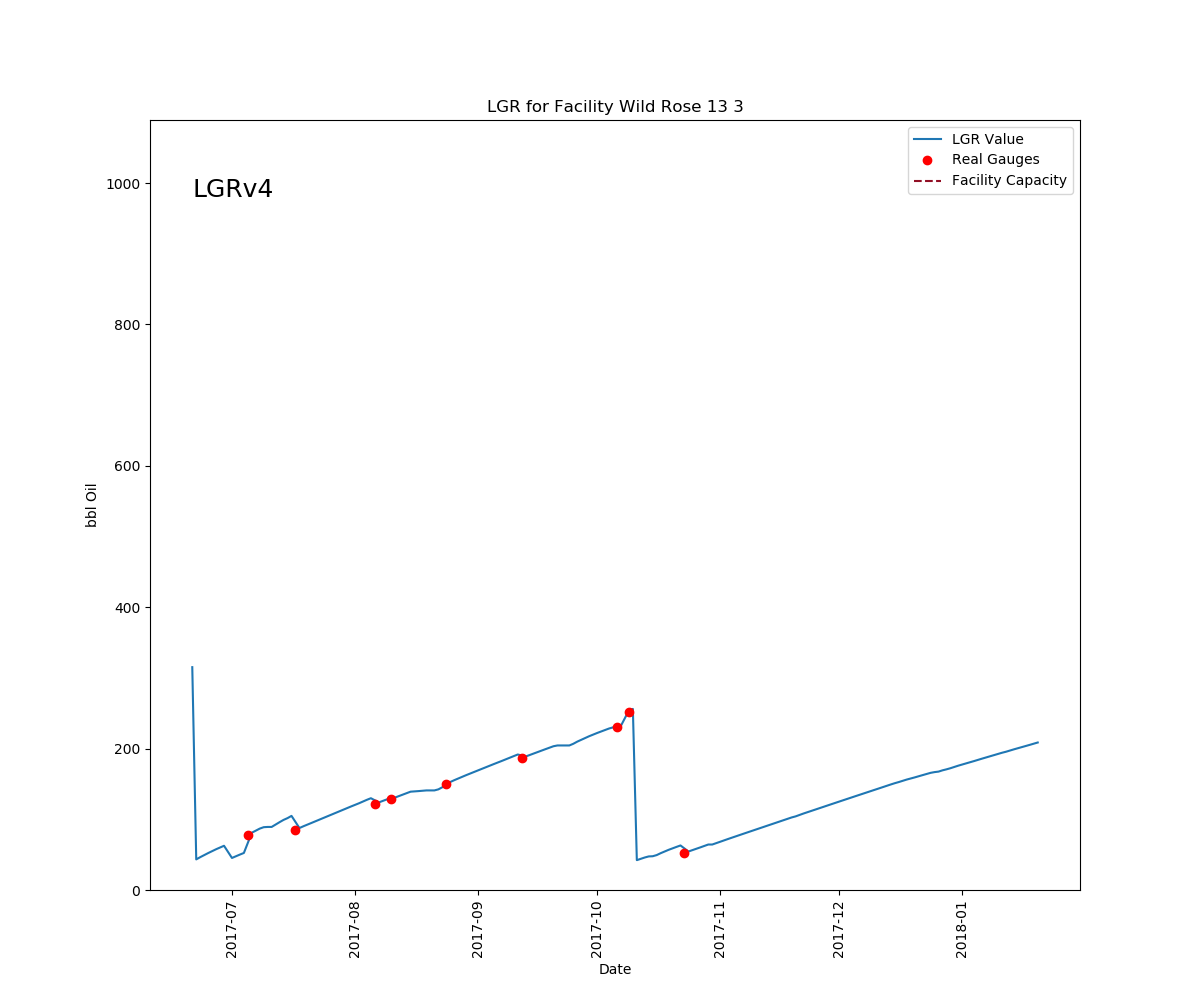 LGR for Facility Wild Rose 13 3
LGR Value
Real Gauges
Facility Capacity
LGRv4
1000
800
600
400
200
0
bbl Oil
2017-07
2017-08
2017-09
2017-10
2017-11
2017-12
2018-01
Date